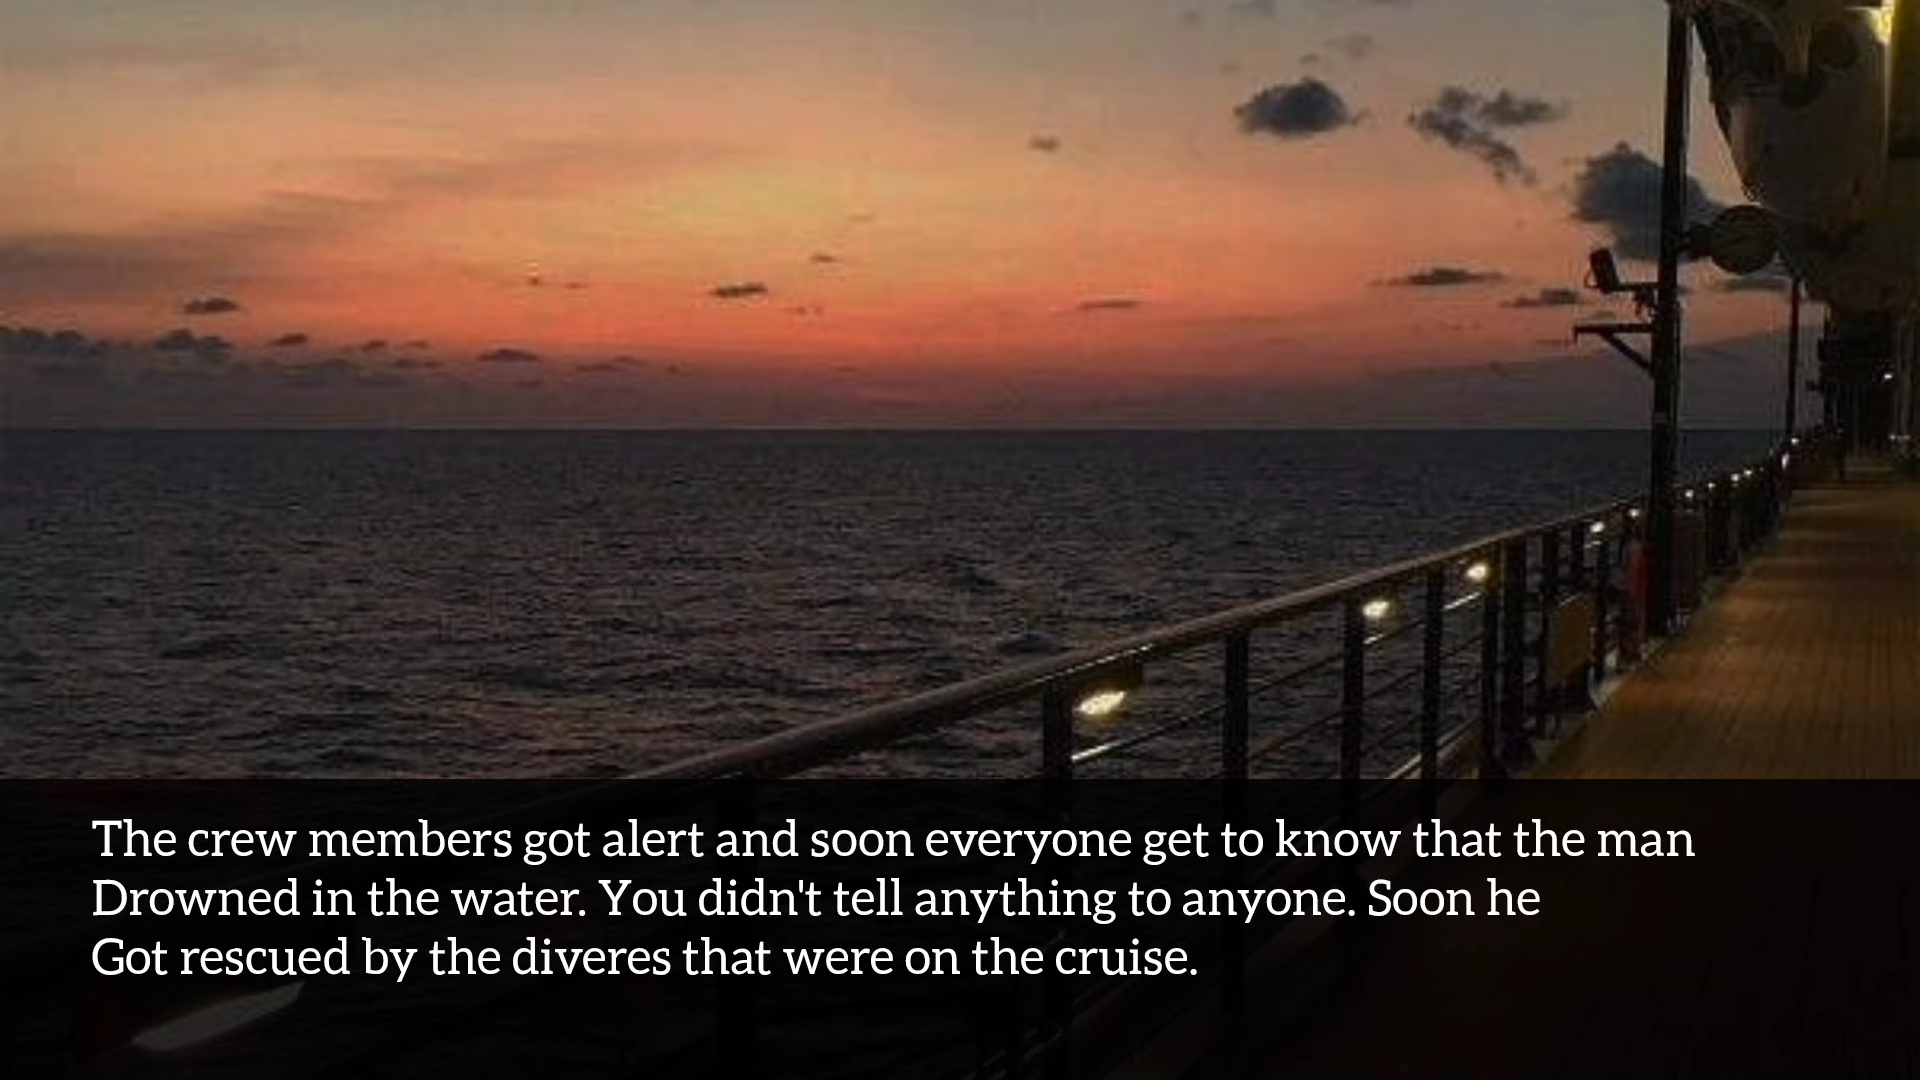 The crew members got alert and soon everyone get to know that the man
Drowned in the water. You didn't tell anything to anyone. Soon he
Got rescued by the diveres that were on the cruise.